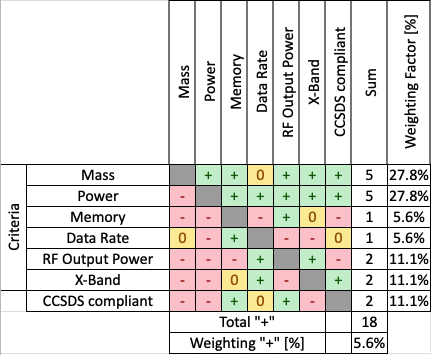 Mass
Power
Memory
Data Rate
RF Output Power
X-Band
CCSDS compliant
Sum
Weighting Factor [%]
Criteria
Mass + + 0 + + + 5 27.8%
Power - + + + + + 5 27.8%
Memory - - - + 0 - 1 5.6%
Data Rate 0 - + - - 0 1 5.6%
RF Output Power - - - + + - 2 11.1%
X-Band - - 0 + - + 2 11.1%
CCSDS compliant - - + 0 + - 2 11.1%
Total "+" 18
Weighting "+" [%] 5.6%